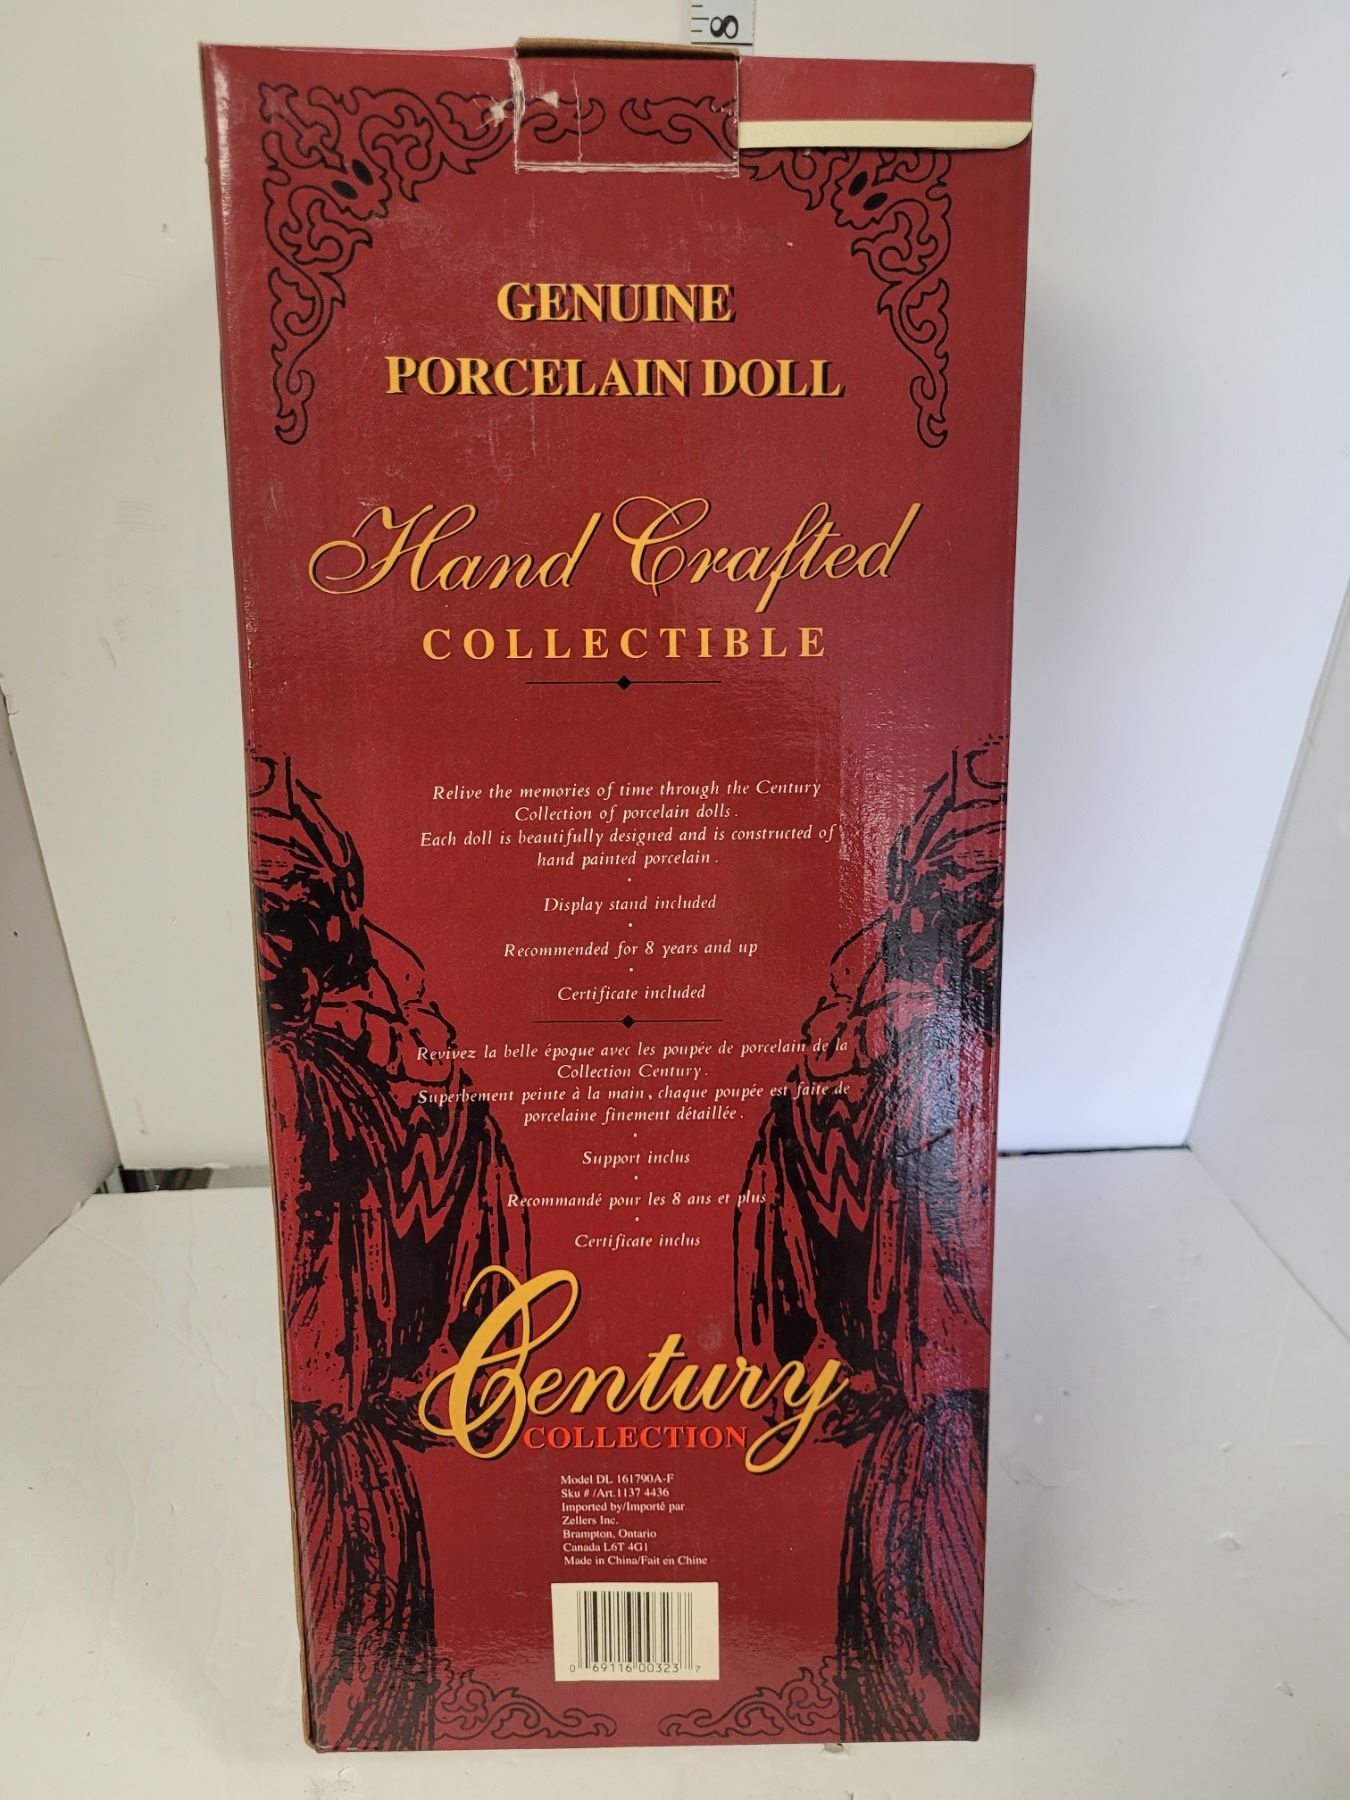 8
GENUINE
PORCELAIN DOLL
Hand Crafted
COLLECTIBLE
Relive the memories of time through the Century
Collection of porcelain dolls.
Each doll is beautifully designed and is constructed of
hand painted porcelain.
Display stand included
Recommended for 8 years and up
Certificate included
Revivez la belle époque avec les poupée de porcelain de la
Collection Century.
Superbement peinte à la main, chaque poupée est faite de
porcelaine finement détaillée.
Support inclus
Recommandé pour les 8 ans et plus
Certificate inclus
Century
COLLECTION
Model DL 161790A-F
Sku # /Art.1137 4436
Imported by/Importé par
Zellers Inc.
Brampton, Ontario
Canada L6T 4G1
Made in China/Fait en Chine
0 69116 00323 7